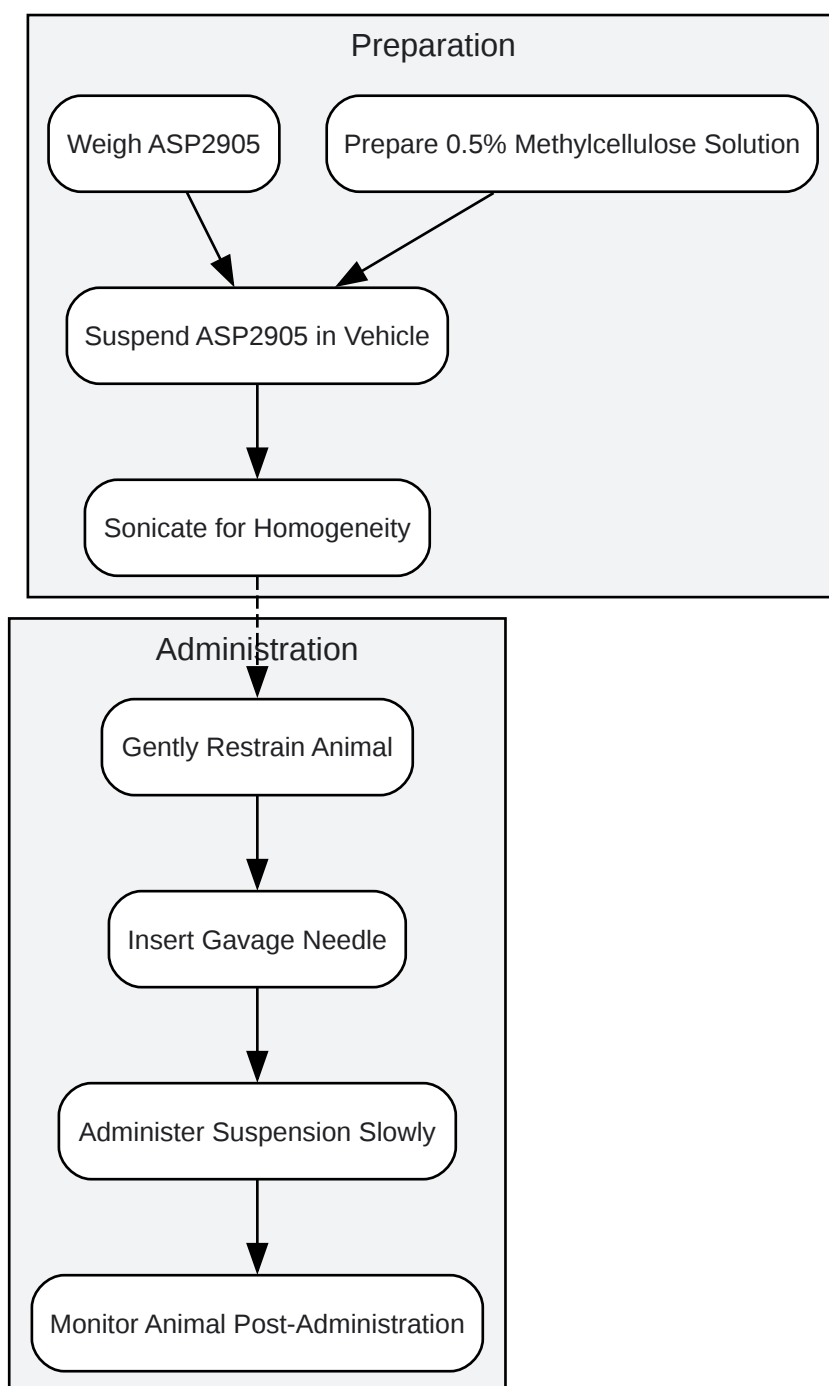 Preparation
Weigh ASP2905
Prepare 0.5% Methylcellulose Solution
Suspend ASP2905 in Vehicle
Sonicate for Homogeneity
Administration
Gently Restrain Animal
Insert Gavage Needle
Administer Suspension Slowly
Monitor Animal Post-Administration